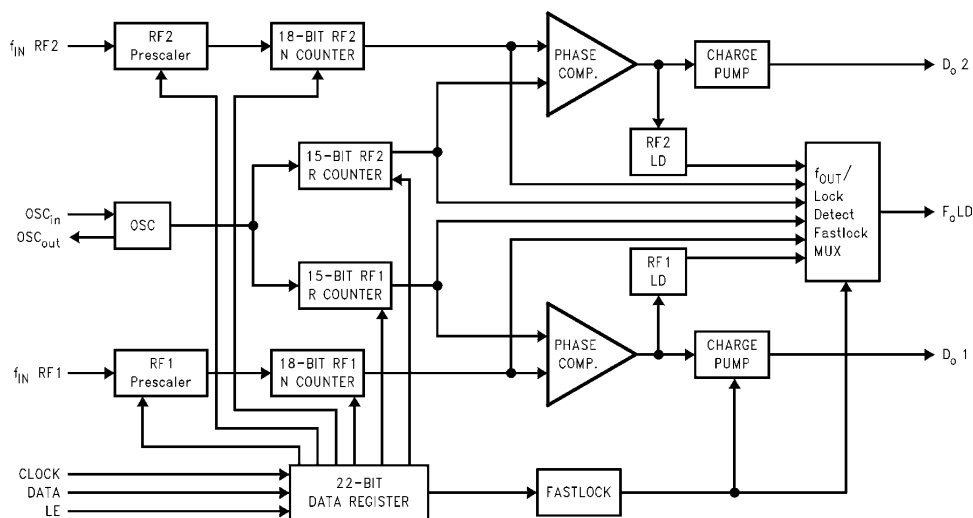 f_IN RF2
RF2
Prescaler
18-BIT RF2
N COUNTER
PHASE
COMP.
CHARGE
PUMP
D_o 2
15-BIT RF2
R COUNTER
RF2
LD
f_OUT/
Lock
Detect
Fastlock
MUX
F_oLD
OSC_in
OSC_out
OSC
15-BIT RF1
R COUNTER
RF1
LD
f_IN RF1
RF1
Prescaler
18-BIT RF1
N COUNTER
PHASE
COMP.
CHARGE
PUMP
D_o 1
CLOCK
DATA
LE
22-BIT
DATA REGISTER
FASTLOCK